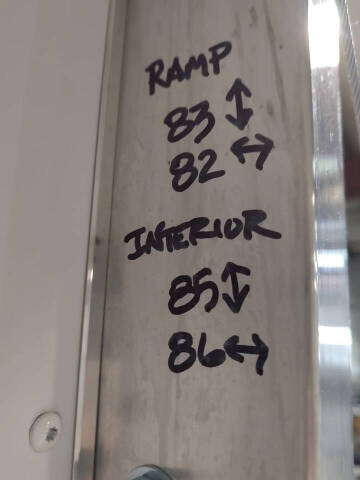 RAMP
83 ↕
82 ↔
INTERIOR
85 ↕
86 ↔